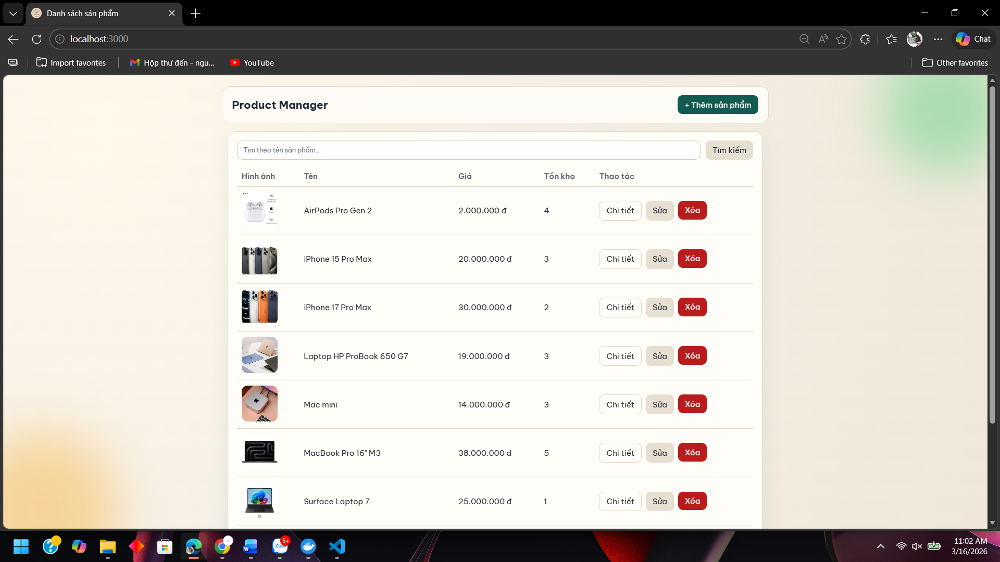 Danh sách sản phẩm
localhost:3000
Chat
Import favorites
Hộp thư đến - ngu...
YouTube
Other favorites
Product Manager
+ Thêm sản phẩm
Tìm theo tên sản phẩm...
Tìm kiếm
Hình ảnh Tên Giá Tồn kho Thao tác
AirPods Pro Gen 2 2.000.000 đ 4 Chi tiết Sửa Xóa
iPhone 15 Pro Max 20.000.000 đ 3 Chi tiết Sửa Xóa
iPhone 17 Pro Max 30.000.000 đ 2 Chi tiết Sửa Xóa
Laptop HP ProBook 650 G7 19.000.000 đ 3 Chi tiết Sửa Xóa
Mac mini 14.000.000 đ 3 Chi tiết Sửa Xóa
MacBook Pro 16" M3 38.000.000 đ 5 Chi tiết Sửa Xóa
Surface Laptop 7 25.000.000 đ 1 Chi tiết Sửa Xóa
Zalo
5+
11:02 AM
3/16/2026